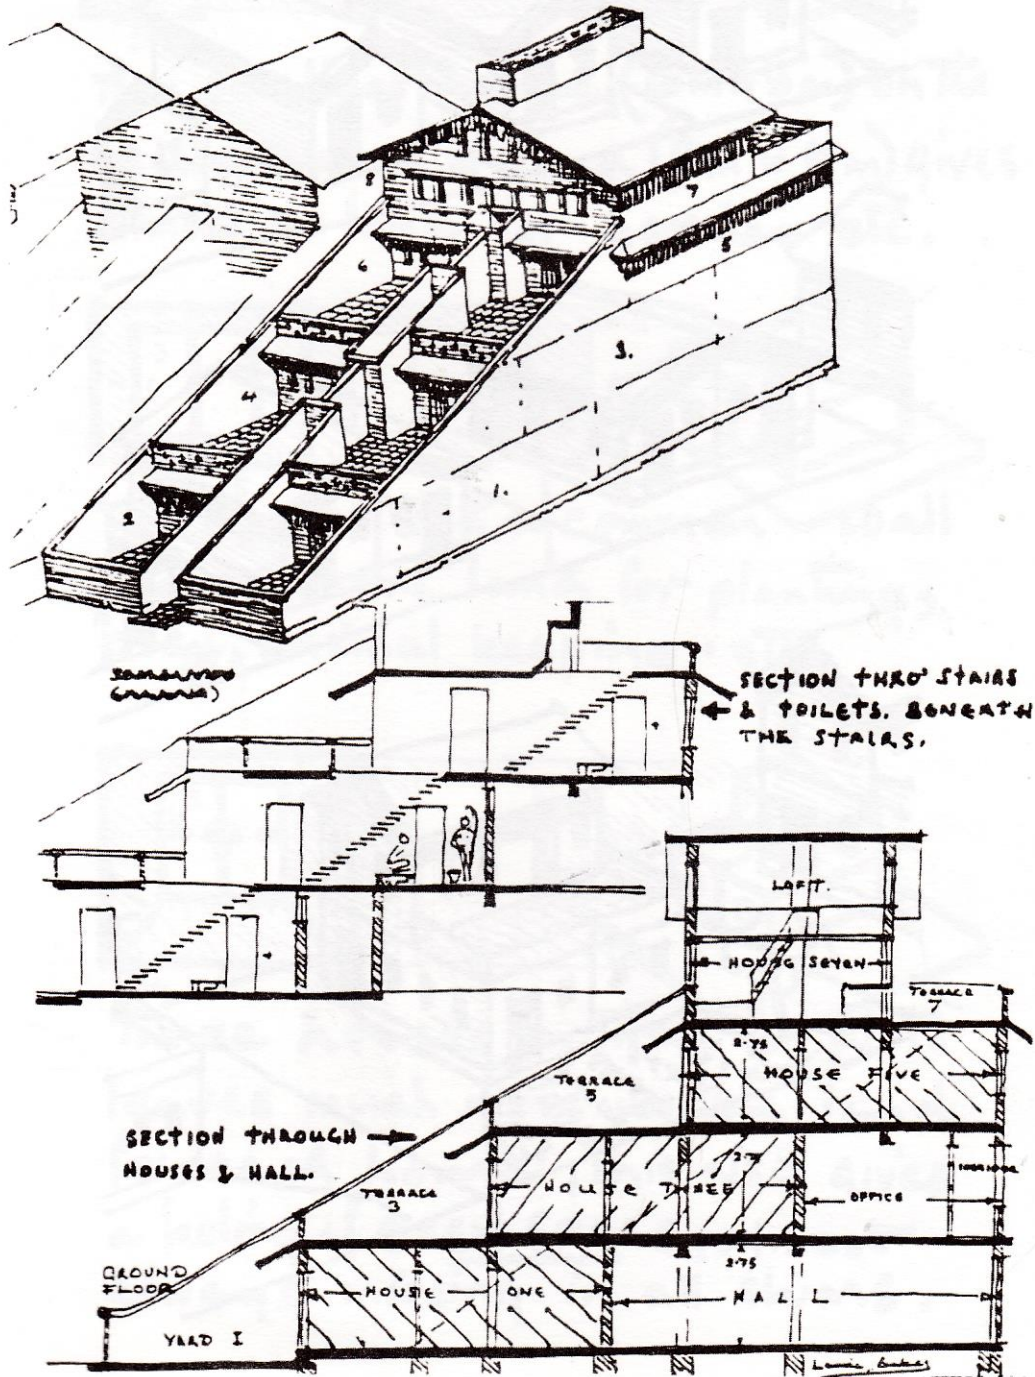 8
7
6
5
4
3.
2
1.
SECTION THRO' STAIRS
& TOILETS. BENEATH
THE STAIRS.
LOFT.
HOUSE SEVEN
TERRACE
7
2.75
HOUSE FIVE
TERRACE
5
SECTION THROUGH
HOUSES & HALL.
2.75
HOUSE THREE
OFFICE
TERRACE
3
GROUND
FLOOR
2.75
HOUSE ONE
HALL
YARD I
Laurie Baker